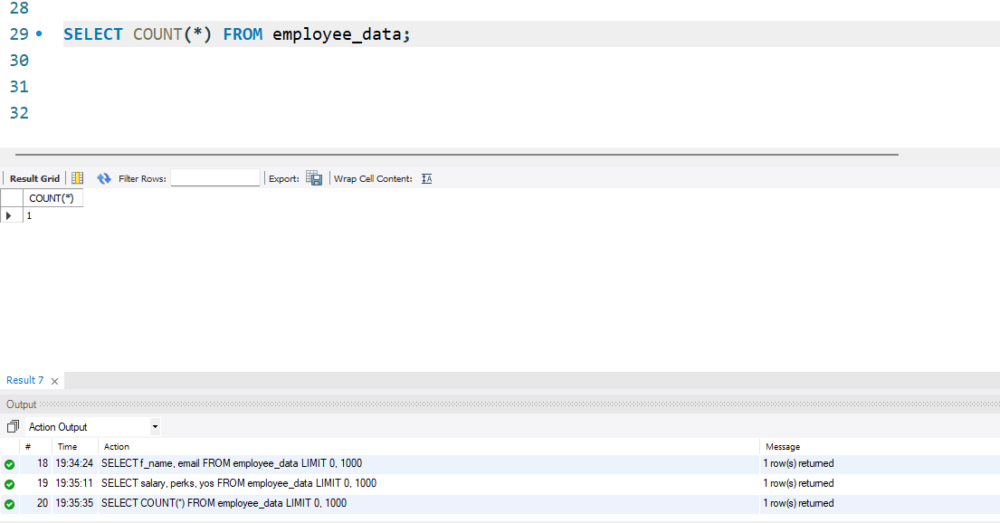 28
29 SELECT COUNT(*) FROM employee_data;
30
31
32
Result Grid Filter Rows: Export: Wrap Cell Content: IA
COUNT(*)
1
Result 7 ×
Output
Action Output
# Time Action Message
18 19:34:24 SELECT f_name, email FROM employee_data LIMIT 0, 1000 1 row(s) returned
19 19:35:11 SELECT salary, perks, yos FROM employee_data LIMIT 0, 1000 1 row(s) returned
20 19:35:35 SELECT COUNT(*) FROM employee_data LIMIT 0, 1000 1 row(s) returned